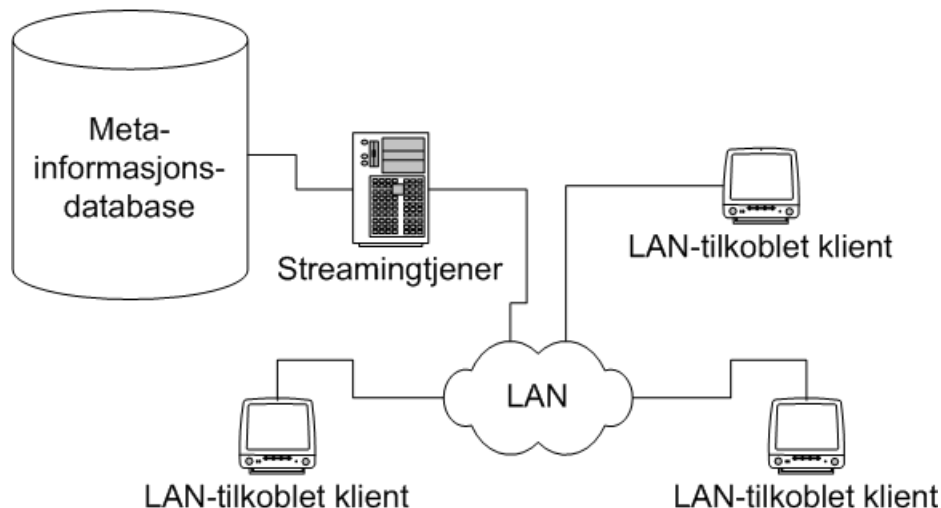 Meta-
informasjons-
database
Streamingtjener
LAN-tilkoblet klient
LAN
LAN-tilkoblet klient
LAN-tilkoblet klient